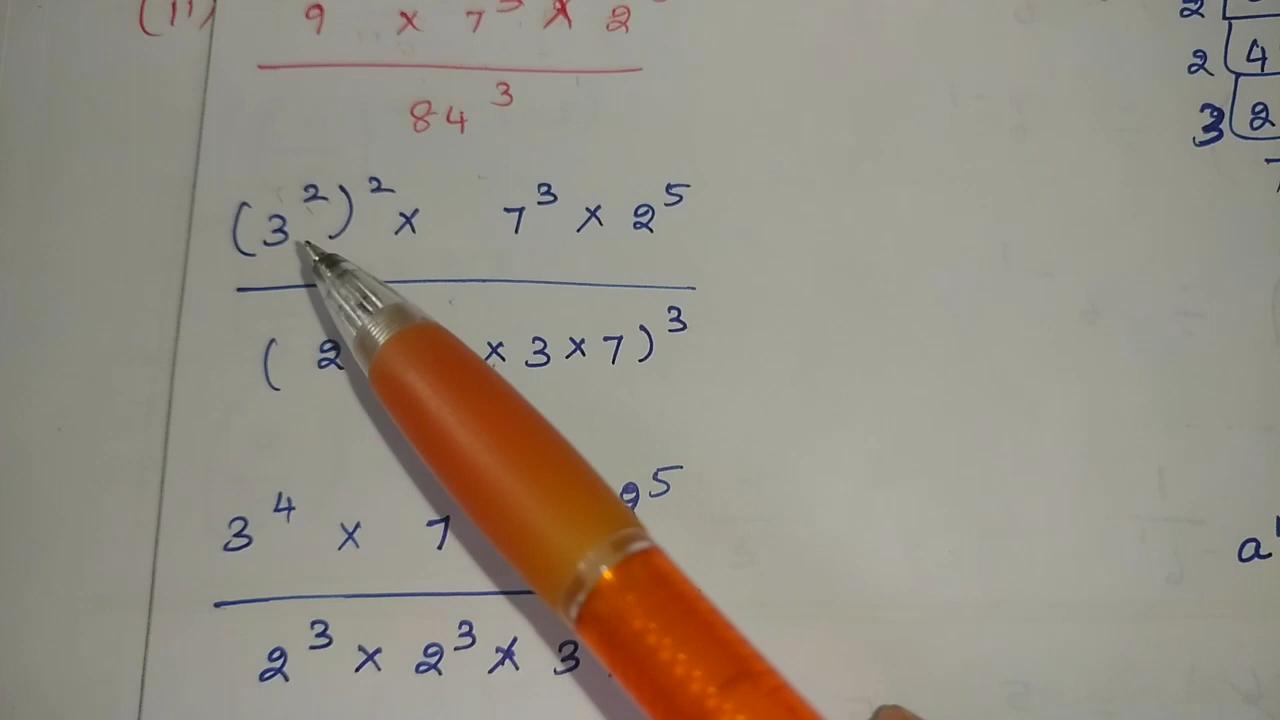 (ii) 9 × 7³ × 2
84³
(3²)² × 7³ × 2⁵
( 2 × 3 × 7)³
3⁴ × 7 2⁵
2³ × 2³ × 3
2
2 4
3 2
a